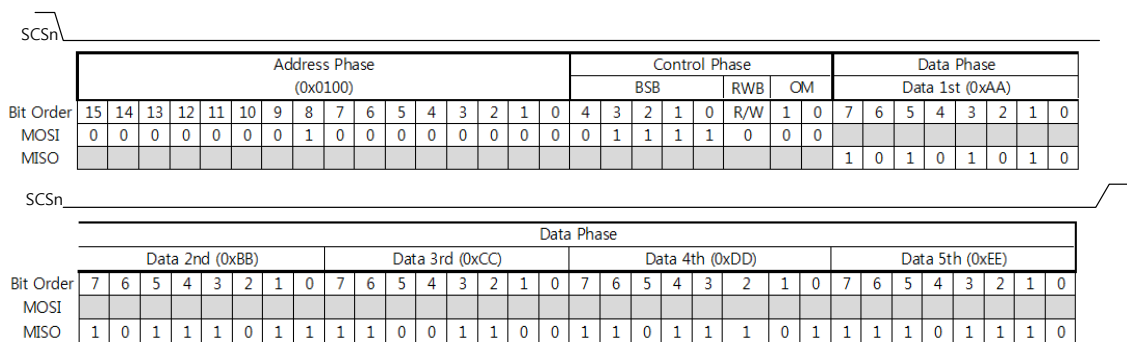 SCSn
Address Phase Control Phase Data Phase
(0x0100) BSB RWB OM Data 1st (0xAA)
Bit Order 15 14 13 12 11 10 9 8 7 6 5 4 3 2 1 0 4 3 2 1 0 R/W 1 0 7 6 5 4 3 2 1 0
MOSI 0 0 0 0 0 0 0 1 0 0 0 0 0 0 0 0 0 1 1 1 1 0 0 0
MISO 1 0 1 0 1 0 1 0
SCSn
Data Phase
Data 2nd (0xBB) Data 3rd (0xCC) Data 4th (0xDD) Data 5th (0xEE)
Bit Order 7 6 5 4 3 2 1 0 7 6 5 4 3 2 1 0 7 6 5 4 3 2 1 0 7 6 5 4 3 2 1 0
MOSI
MISO 1 0 1 1 1 0 1 1 1 1 0 0 1 1 0 0 1 1 0 1 1 1 0 1 1 1 1 0 1 1 1 0